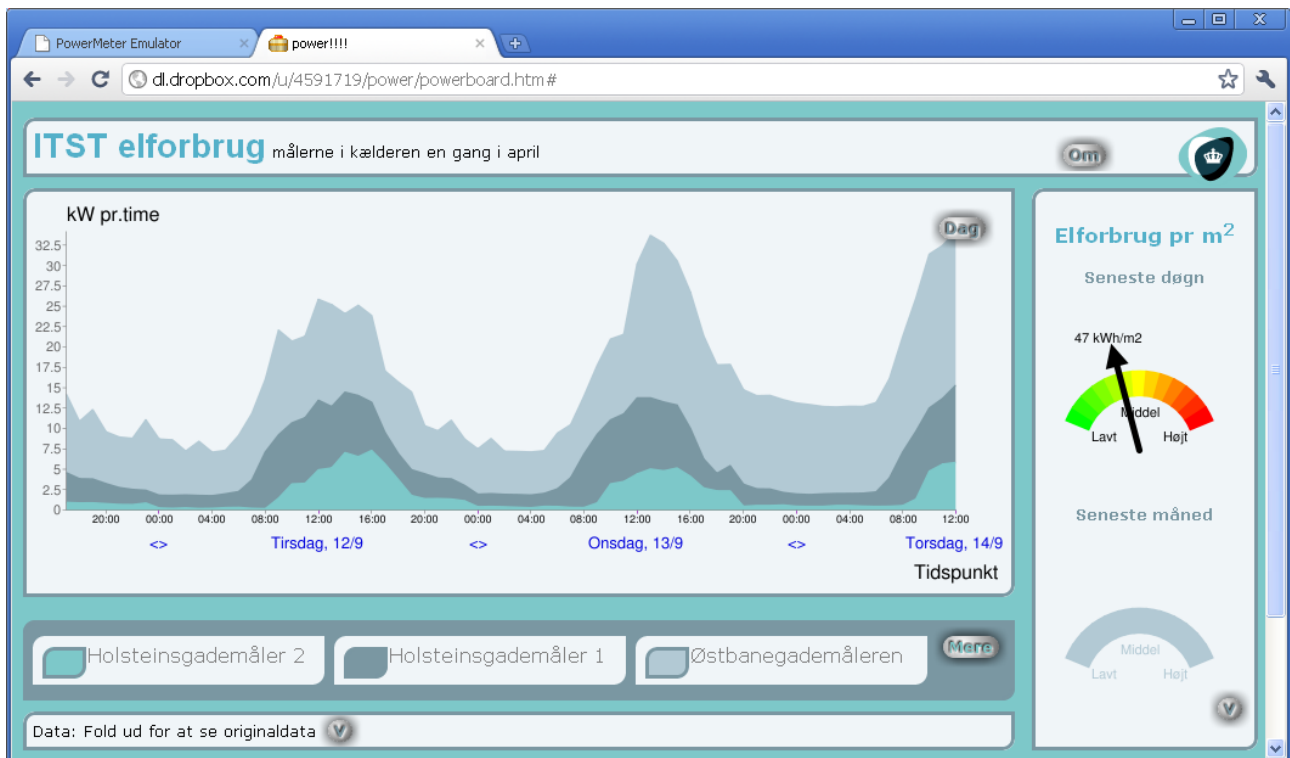 PowerMeter Emulator
power!!!!
dl.dropbox.com/u/4591719/power/powerboard.htm#
ITST elforbrug målerne i kælderen en gang i april
Om
kW pr.time
Dag
32.5
30
27.5
25
22.5
20
17.5
15
12.5
10
7.5
5
2.5
0
20:00 00:00 04:00 08:00 12:00 16:00 20:00 00:00 04:00 08:00 12:00 16:00 20:00 00:00 04:00 08:00 12:00
<> Tirsdag, 12/9 <> Onsdag, 13/9 <> Torsdag, 14/9
Tidspunkt
Elforbrug pr m2
Seneste døgn
47 kWh/m2
Middel
Lavt Højt
Seneste måned
Middel
Lavt Højt
V
Holsteinsgademåler 2
Holsteinsgademåler 1
Østbanegademåleren
Mere
Data: Fold ud for at se originaldata V